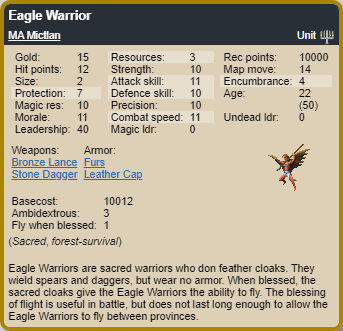 Eagle Warrior
MA Mictlan Unit
Gold: 15 Resources: 3 Rec points: 10000
Hit points: 12 Strength: 10 Map move: 14
Size: 2 Attack skill: 11 Encumbrance: 4
Protection: 7 Defence skill: 10 Age: 22
Magic res: 10 Precision: 10 (50)
Morale: 11 Combat speed: 11 Undead ldr: 0
Leadership: 40 Magic ldr: 0
Weapons: Armor:
Bronze Lance Furs
Stone Dagger Leather Cap
Basecost: 10012
Ambidextrous: 3
Fly when blessed: 1
(Sacred, forest-survival)
Eagle Warriors are sacred warriors who don feather cloaks. They
wield spears and daggers, but wear no armor. When blessed, the
sacred cloaks give the Eagle Warriors the ability to fly. The blessing
of flight is useful in battle, but does not last long enough to allow the
Eagle Warriors to fly between provinces.